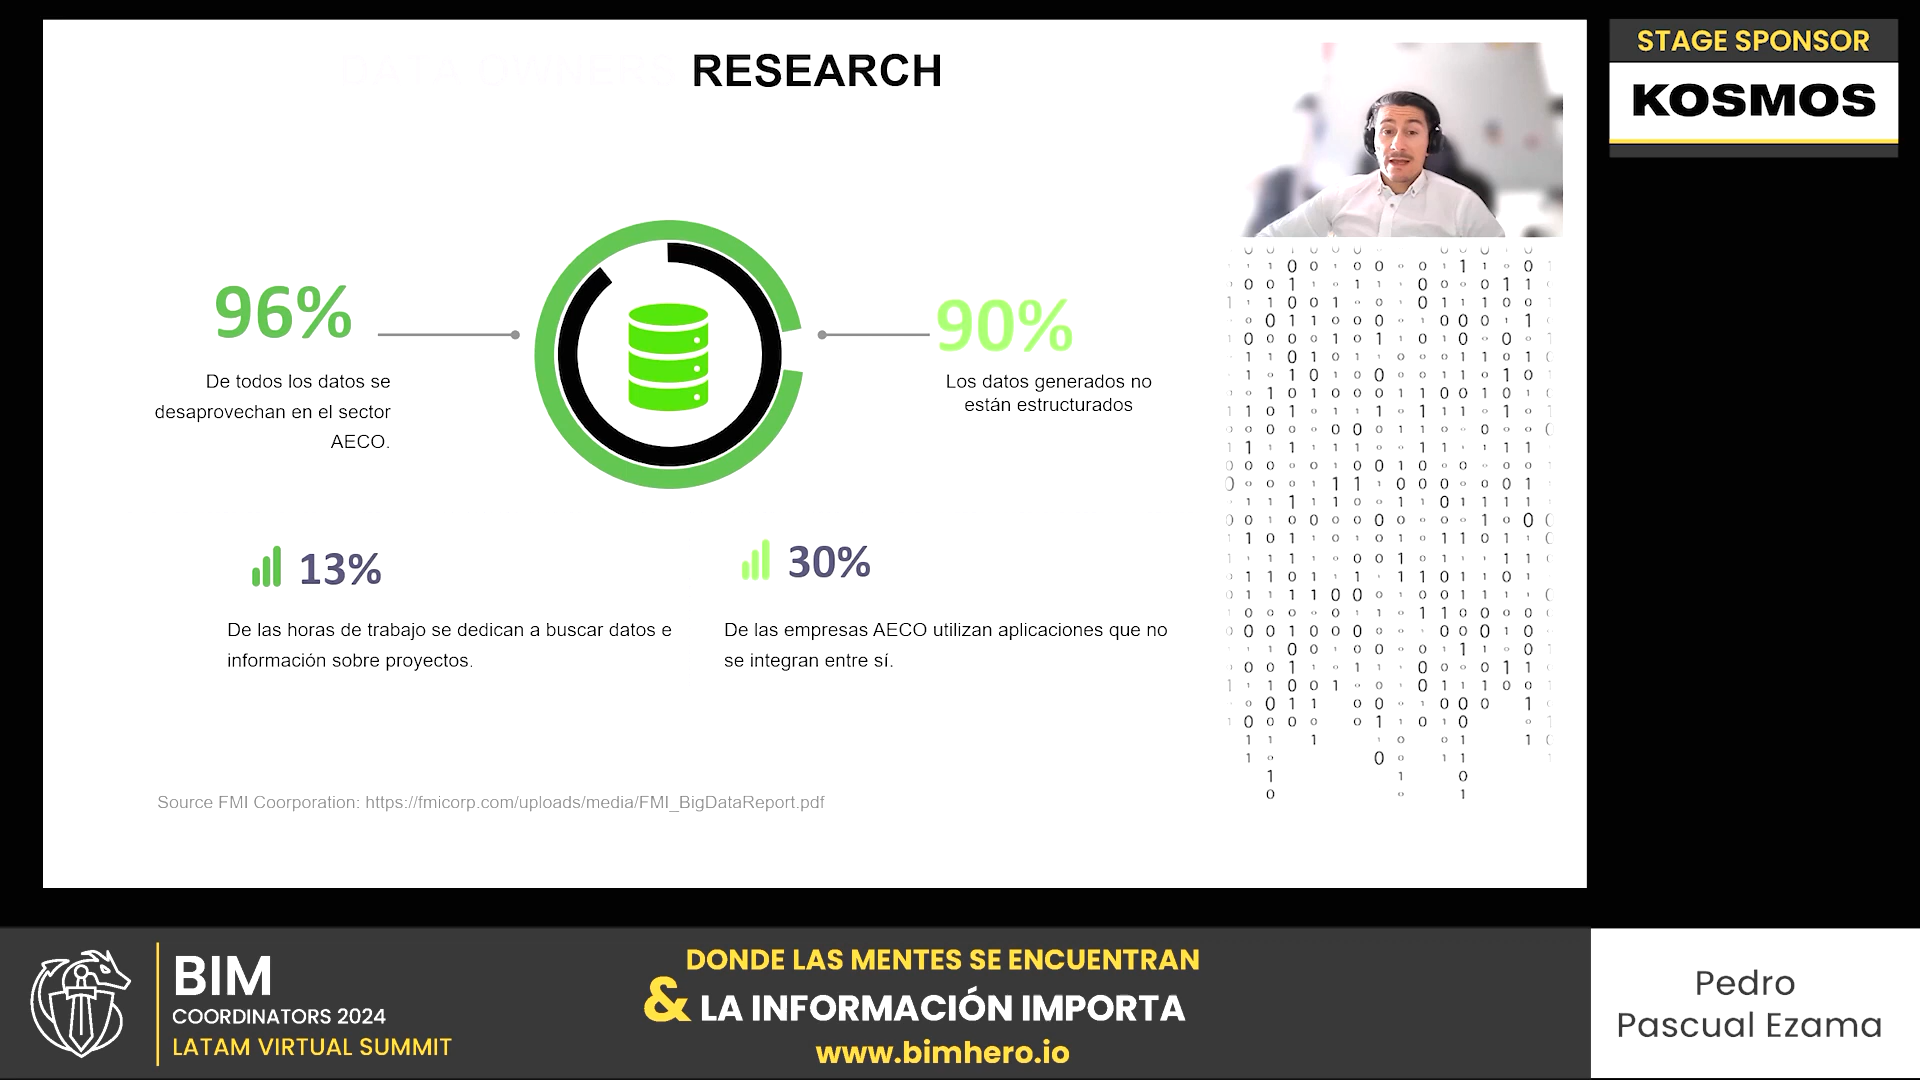 DATA OWNERS RESEARCH
STAGE SPONSOR
KOSMOS
96%
De todos los datos se
desaprovechan en el sector
AECO.
90%
Los datos generados no
están estructurados
13%
De las horas de trabajo se dedican a buscar datos e
información sobre proyectos.
30%
De las empresas AECO utilizan aplicaciones que no
se integran entre sí.
Source FMI Coorporation: https://fmicorp.com/uploads/media/FMI_BigDataReport.pdf
BIM
COORDINATORS 2024
LATAM VIRTUAL SUMMIT
DONDE LAS MENTES SE ENCUENTRAN
& LA INFORMACIÓN IMPORTA
www.bimhero.io
Pedro
Pascual Ezama